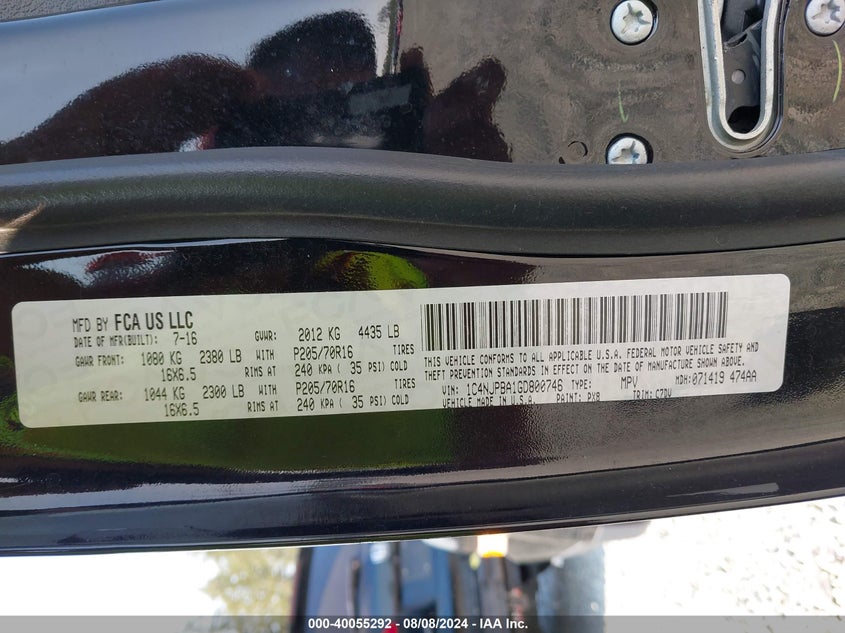 MFD BY FCA US LLC
DATE OF MFR(BUILT): 7-16 GVWR: 2012 KG 4435 LB
GAWR FRONT: 1080 KG 2380 LB WITH P205/70R16 TIRES
16X6.5 RIMS AT 240 KPA ( 35 PSI) COLD
GAWR REAR: 1044 KG 2300 LB WITH P205/70R16 TIRES
16X6.5 RIMS AT 240 KPA ( 35 PSI) COLD
THIS VEHICLE CONFORMS TO ALL APPLICABLE U.S.A. FEDERAL MOTOR VEHICLE SAFETY AND
THEFT PREVENTION STANDARDS IN EFFECT ON THE DATE OF MANUFACTURE SHOWN ABOVE.
VIN: 1C4NJPBA1GD800746 TYPE: MPV MDH: 071419 474AA
VEHICLE MADE IN U.S.A. PAINT: PX8 TRIM: C7DV
000-40055292 - 08/08/2024 - IAA Inc.